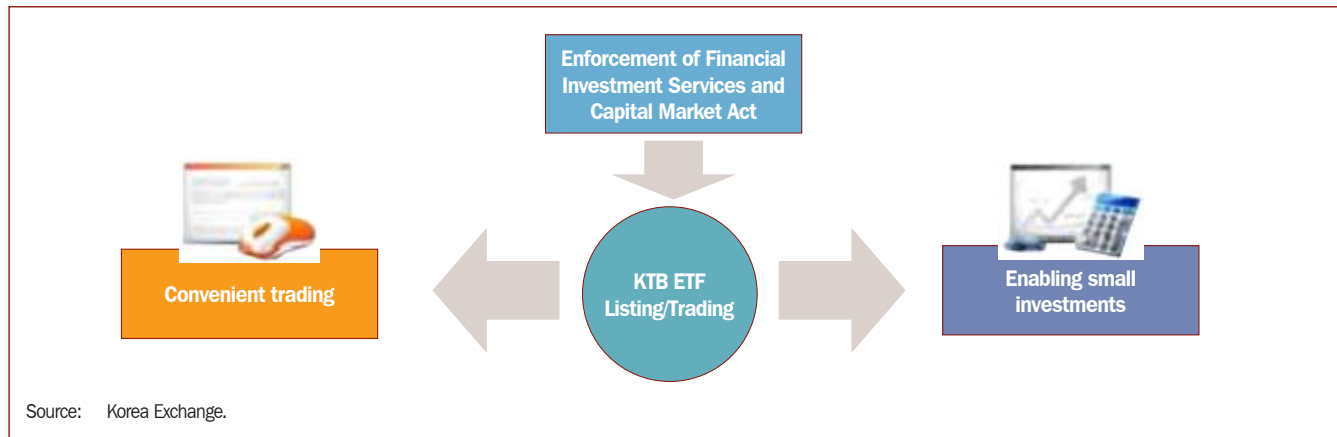 Enforcement of Financial
Investment Services and
Capital Market Act
Convenient trading
KTB ETF
Listing/Trading
Enabling small
investments
Source: Korea Exchange.